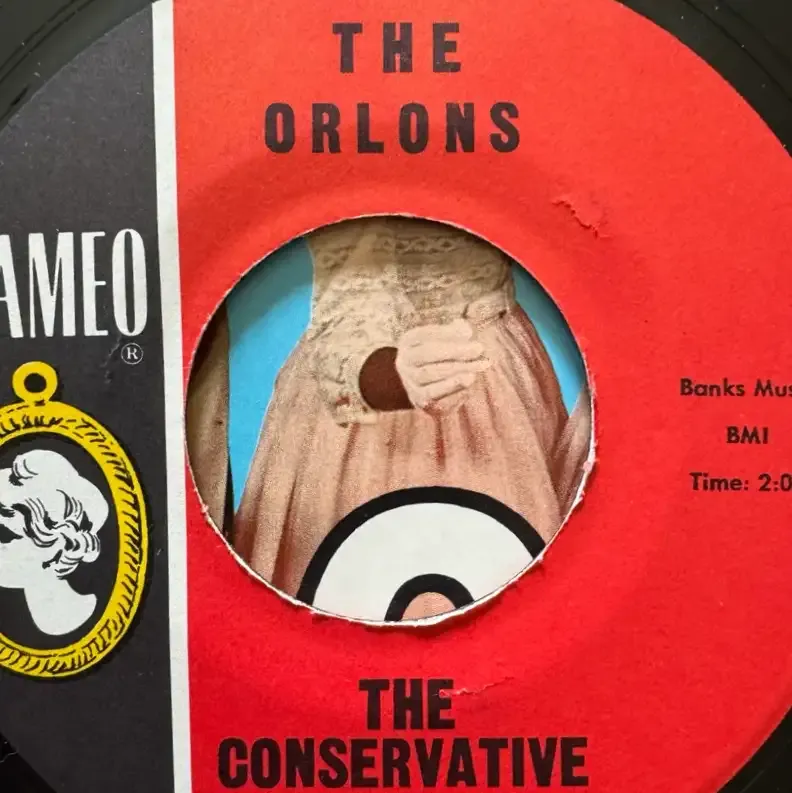 THE
ORLONS
AMEO
®
Banks Mus
BMI
Time: 2:0
THE
CONSERVATIVE